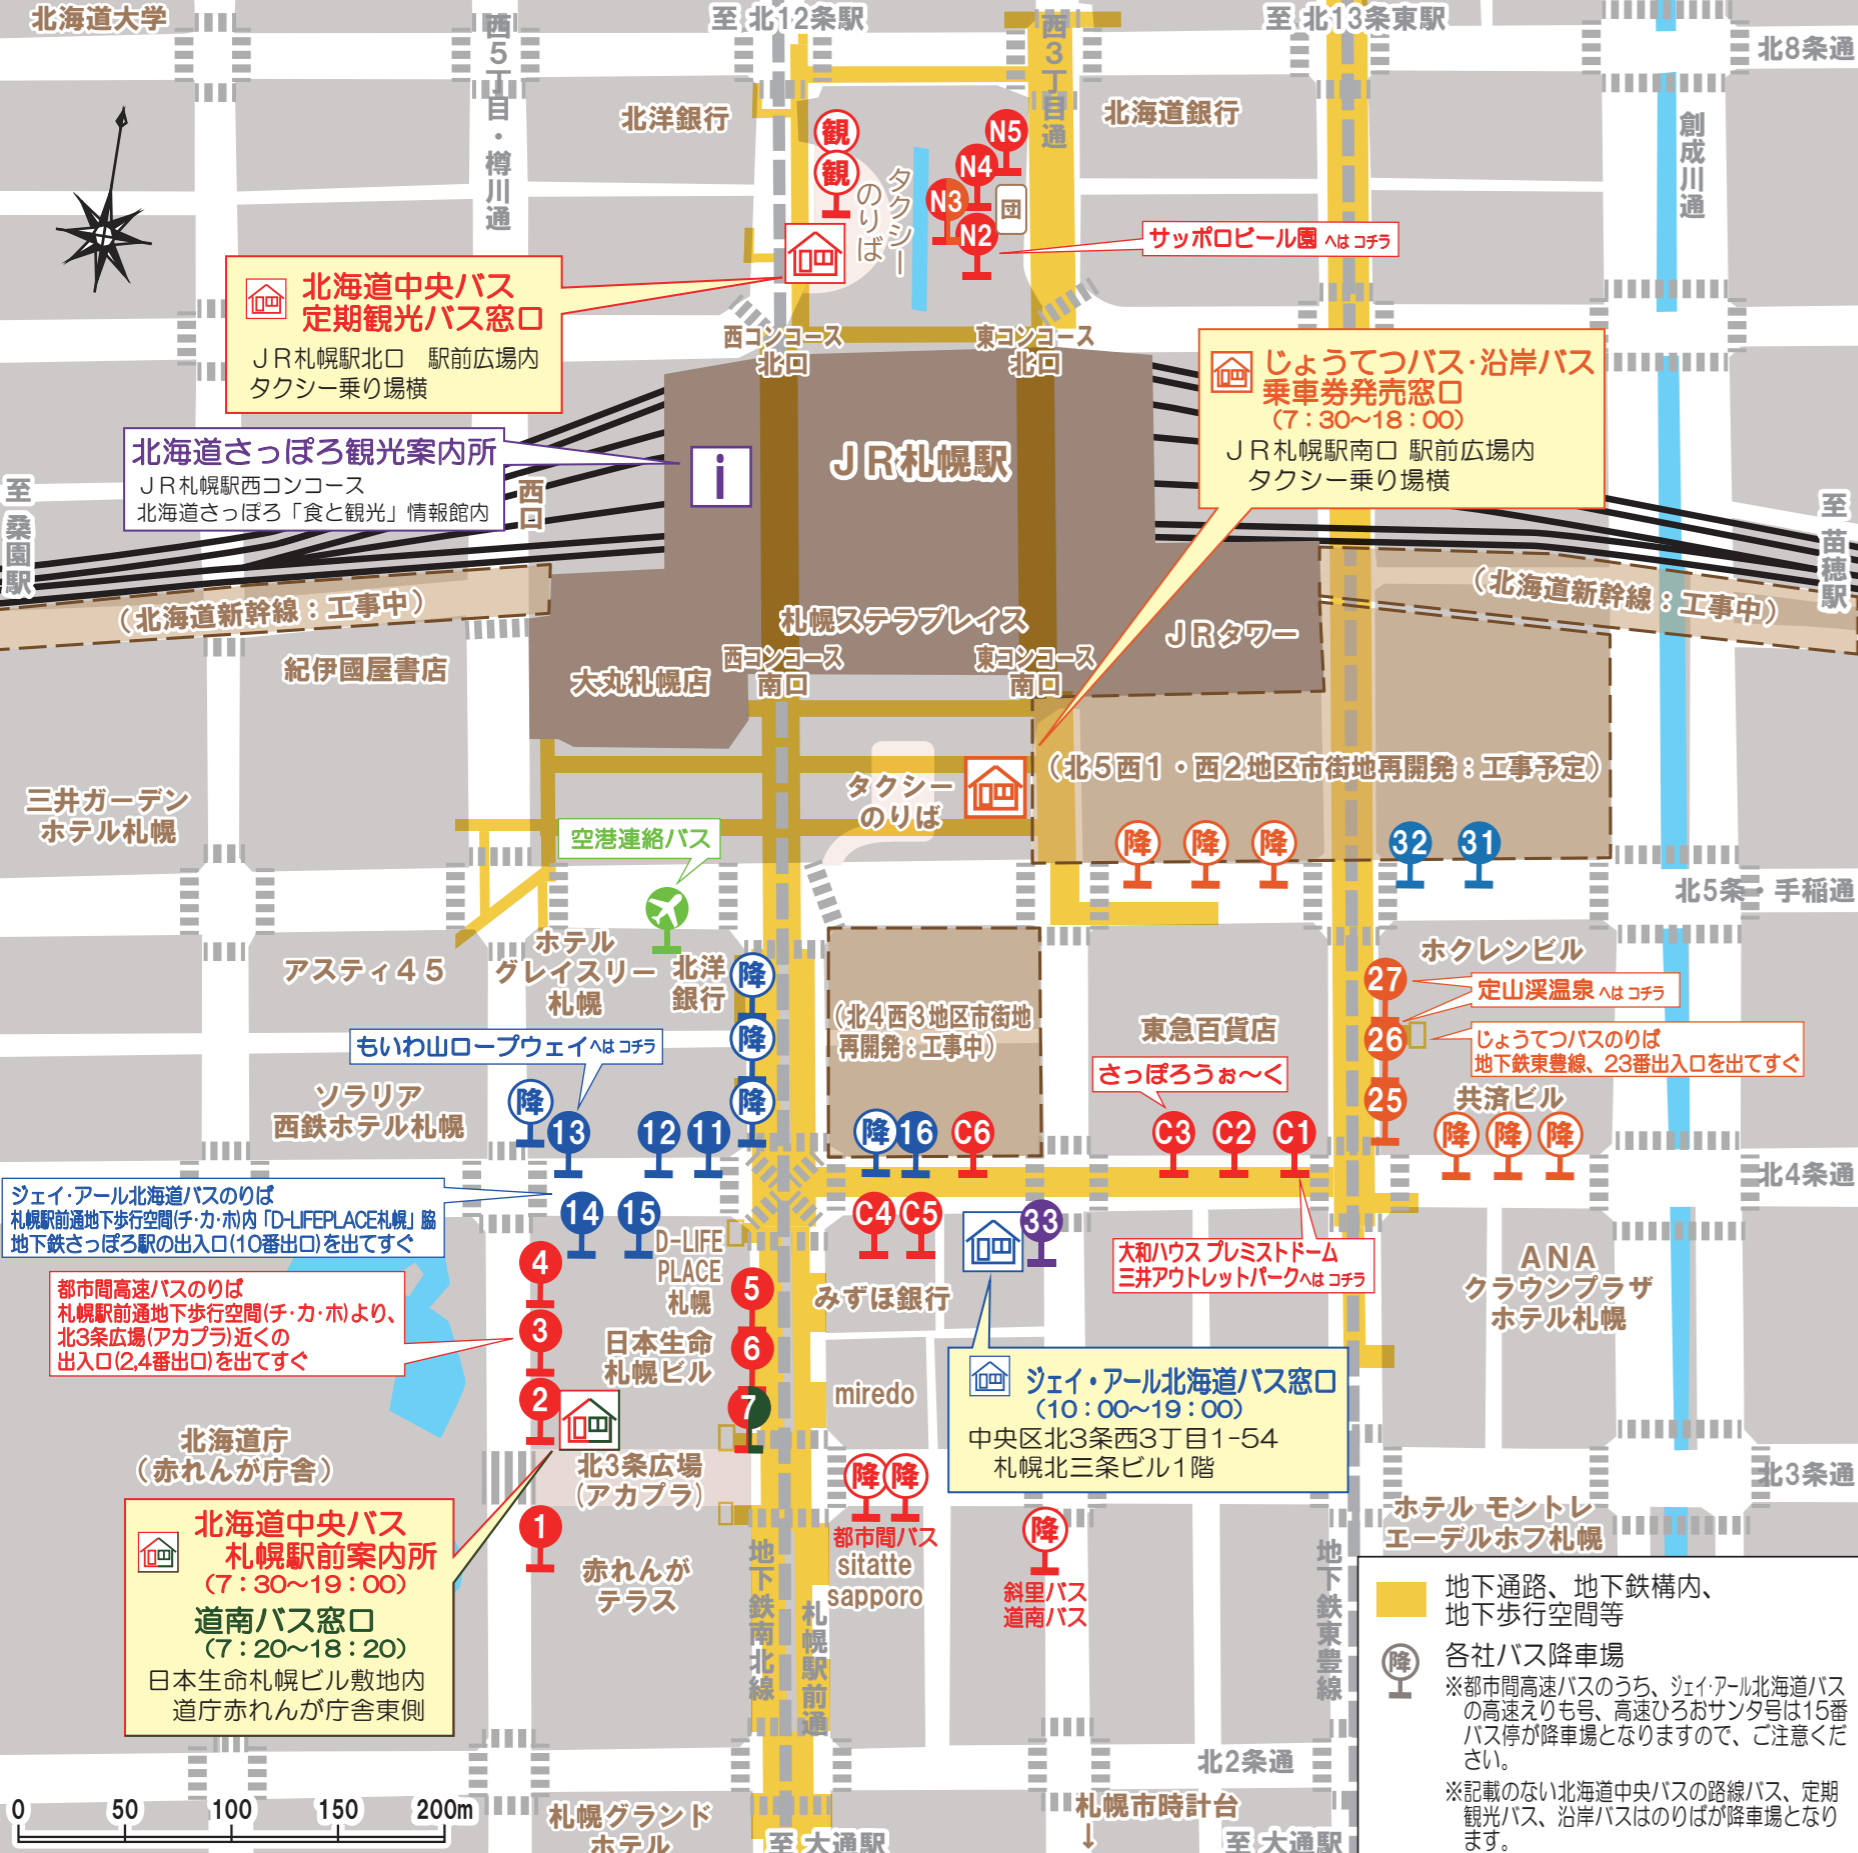 北海道大学
西5丁目・樽川通
至 北12条駅
西3丁目通
至 北13条東駅
北8条通
北洋銀行
北海道銀行
創成川通
観
観
タクシー
のりば
N5
N4
N3
N2
団
サッポロビール園 へは コチラ
北海道中央バス
定期観光バス窓口
JR札幌駅北口　駅前広場内
タクシー乗り場横
西コンコース
北口
東コンコース
北口
じょうてつバス・沿岸バス
乗車券発売窓口
(7：30〜18：00)
JR札幌駅南口 駅前広場内
タクシー乗り場横
北海道さっぽろ観光案内所
JR札幌駅西コンコース
北海道さっぽろ「食と観光」情報館内
西口
i
JR札幌駅
至 桑園駅
至 苗穂駅
(北海道新幹線：工事中)
(北海道新幹線：工事中)
札幌ステラプレイス
JRタワー
紀伊國屋書店
大丸札幌店
西コンコース
南口
東コンコース
南口
三井ガーデン
ホテル札幌
タクシー
のりば
(北5西1・西2地区市街地再開発：工事予定)
空港連絡バス
降
降
降
32
31
北5条・手稲通
アスティ45
ホテル
グレイスリー
札幌
北洋
銀行
降
降
降
(北4西3地区市街地
再開発：工事中)
東急百貨店
ホクレンビル
27
26
25
定山渓温泉 へは コチラ
じょうてつバスのりば
地下鉄東豊線、23番出入口を出てすぐ
もいわ山ロープウェイへは コチラ
さっぽろうぉ〜く
ソラリア
西鉄ホテル札幌
降
13
12
11
降
16
C6
C3
C2
C1
共済ビル
降
降
降
北4条通
ジェイ・アール北海道バスのりば
札幌駅前通地下歩行空間(チ・カ・ホ)内「D-LIFEPLACE札幌」脇
地下鉄さっぽろ駅の出入口(10番出口)を出てすぐ
14
15
C4
C5
33
D-LIFE
PLACE
札幌
大和ハウス プレミストドーム
三井アウトレットパークへは コチラ
都市間高速バスのりば
札幌駅前通地下歩行空間(チ・カ・ホ)より、
北3条広場(アカプラ)近くの
出入口(2,4番出口)を出てすぐ
4
3
2
5
6
7
みずほ銀行
ANA
クラウンプラザ
ホテル札幌
日本生命
札幌ビル
miredo
ジェイ・アール北海道バス窓口
(10：00〜19：00)
中央区北3条西3丁目1-54
札幌北三条ビル1階
北海道庁
(赤れんが庁舎)
北3条広場
(アカプラ)
北3条通
降
降
都市間バス
sitatte
sapporo
降
斜里バス
道南バス
ホテル モントレ
エーデルホフ札幌
北海道中央バス
札幌駅前案内所
(7：30〜19：00)
道南バス窓口
(7：20〜18：20)
日本生命札幌ビル敷地内
道庁赤れんが庁舎東側
1
赤れんが
テラス
地下鉄南北線
札幌駅前通
地下鉄東豊線
地下通路、地下鉄構内、
地下歩行空間等
降
各社バス降車場
※都市間高速バスのうち、ジェイ・アール北海道バス
の高速えりも号、高速ひろおサンタ号は15番
バス停が降車場となりますので、ご注意くだ
さい。
※記載のない北海道中央バスの路線バス、定期
観光バス、沿岸バスはのりばが降車場となり
ます。
北2条通
0 50 100 150 200m
札幌グランド
ホテル
至 大通駅
札幌市時計台
↓
至 大通駅